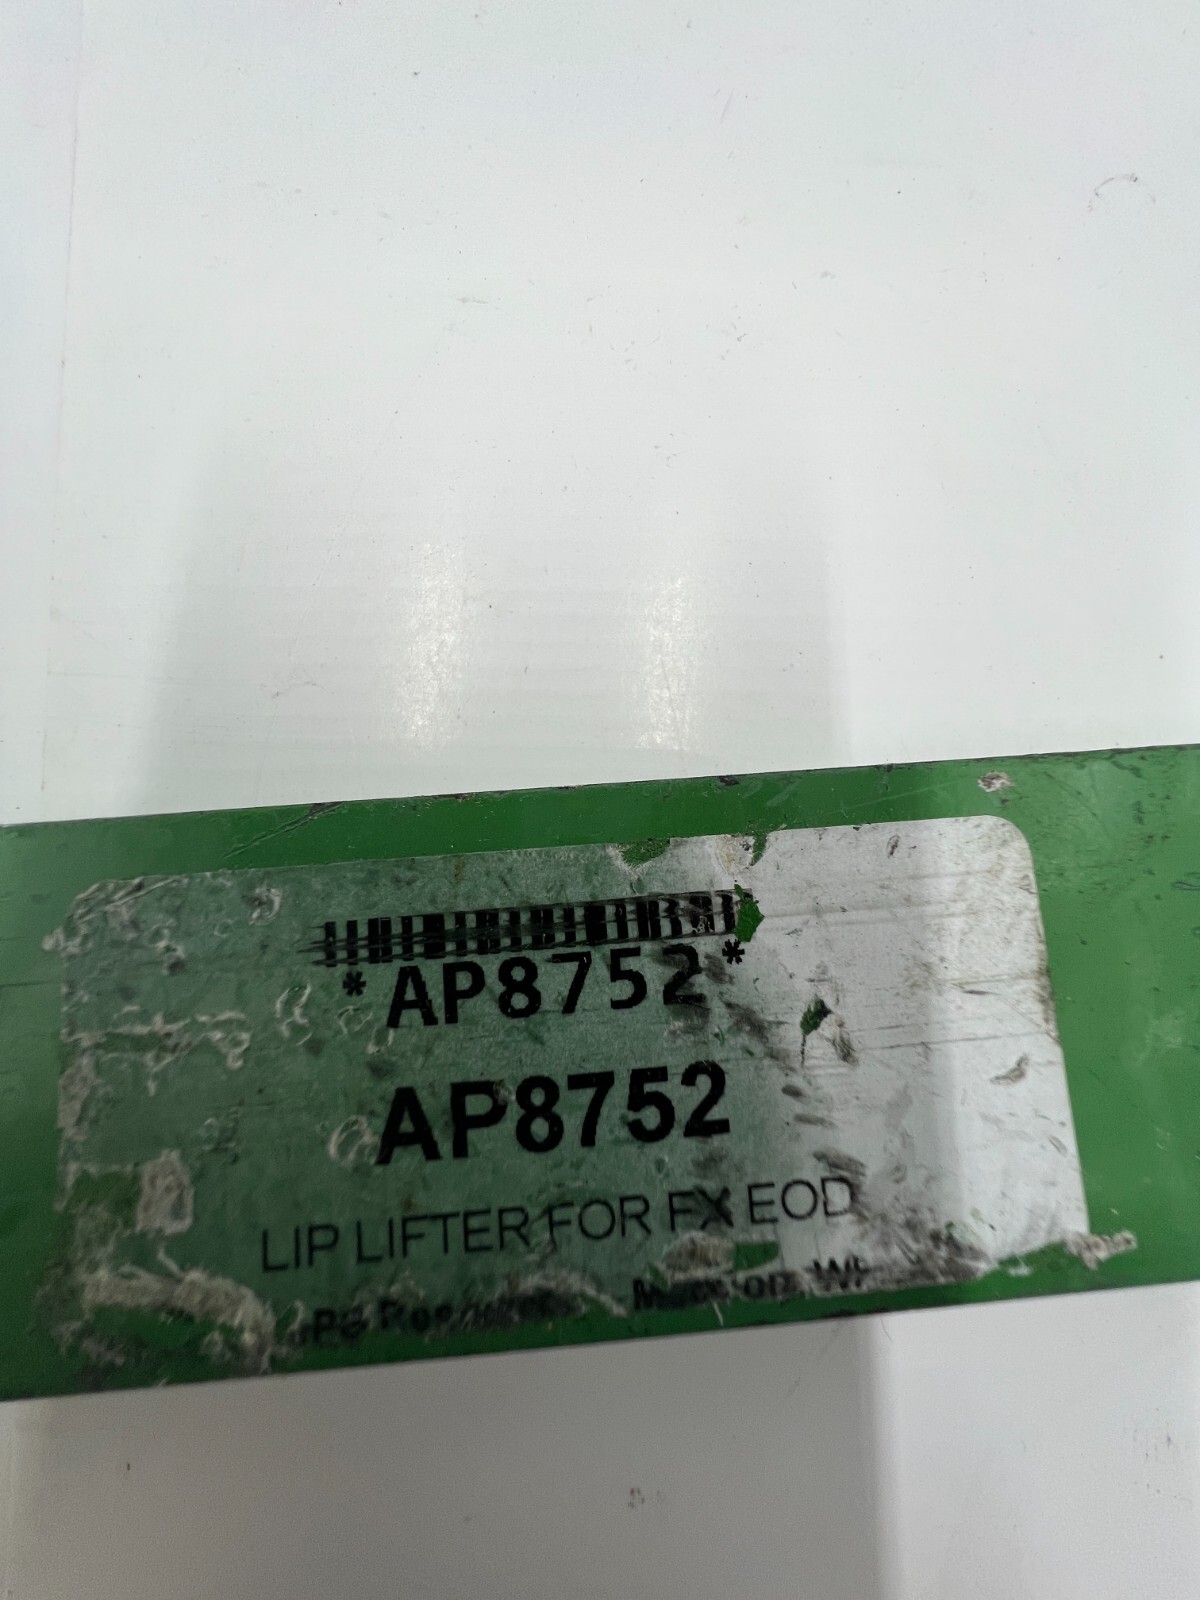 *AP8752*
AP8752
LIP LIFTER FOR FX EOD